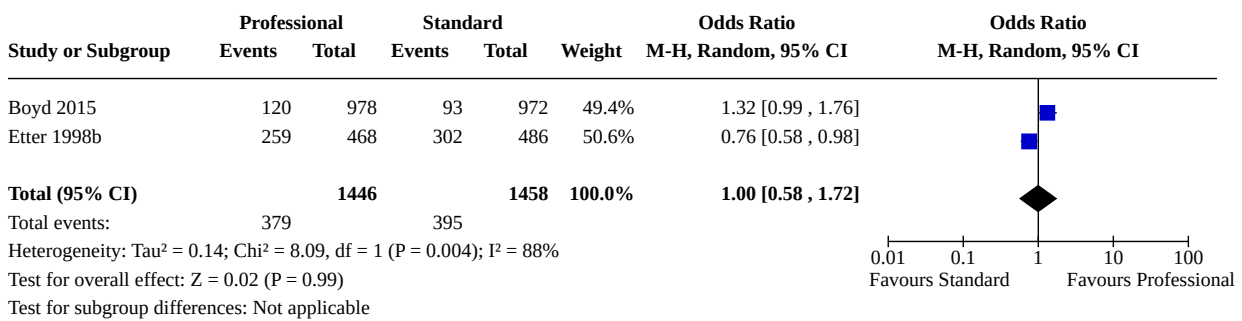 Professional Standard Odds Ratio Odds Ratio
Study or Subgroup Events Total Events Total Weight M-H, Random, 95% CI M-H, Random, 95% CI
Boyd 2015 120 978 93 972 49.4% 1.32 [0.99 , 1.76]
Etter 1998b 259 468 302 486 50.6% 0.76 [0.58 , 0.98]
Total (95% CI) 1446 1458 100.0% 1.00 [0.58 , 1.72]
Total events: 379 395
Heterogeneity: Tau² = 0.14; Chi² = 8.09, df = 1 (P = 0.004); I² = 88%
0.01 0.1 1 10 100
Test for overall effect: Z = 0.02 (P = 0.99)
Favours Standard Favours Professional
Test for subgroup differences: Not applicable